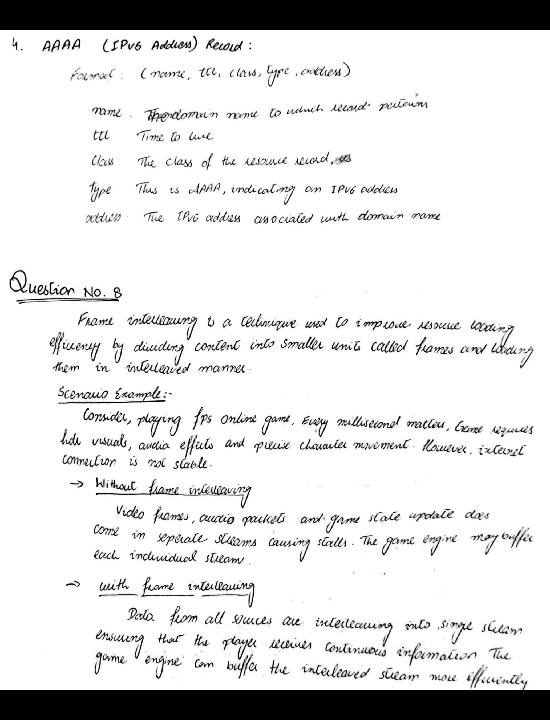 4. AAAA (IPv6 Address) Record :
Format : (name, ttl, class, type, address)
name . The domain name to which record pertains
ttl Time to live
Class The class of the resource record,
Type This is AAAA, indicating an IPv6 address
address The IPv6 address associated with domain name
Question No. 8
Frame interleaving is a technique used to improve resource loading
efficiency by dividing content into smaller units called frames and loading
them in interleaved manner.
Scenario Example:-
Consider, playing fps online game. Every millisecond matters, Game requires
hdr visuals, audio effects and precise character movement. However, internet
connection is not stable.
→ Without frame interleaving
Video frames, audio packets and game state update does
come in seperate streams causing stalls. The game engine may buffer
each individual stream.
→ with frame interleaving
Data from all sources are interleaving into single stream
ensuring that the player receives continuous information The
game engine can buffer the interleaved stream more efficiently